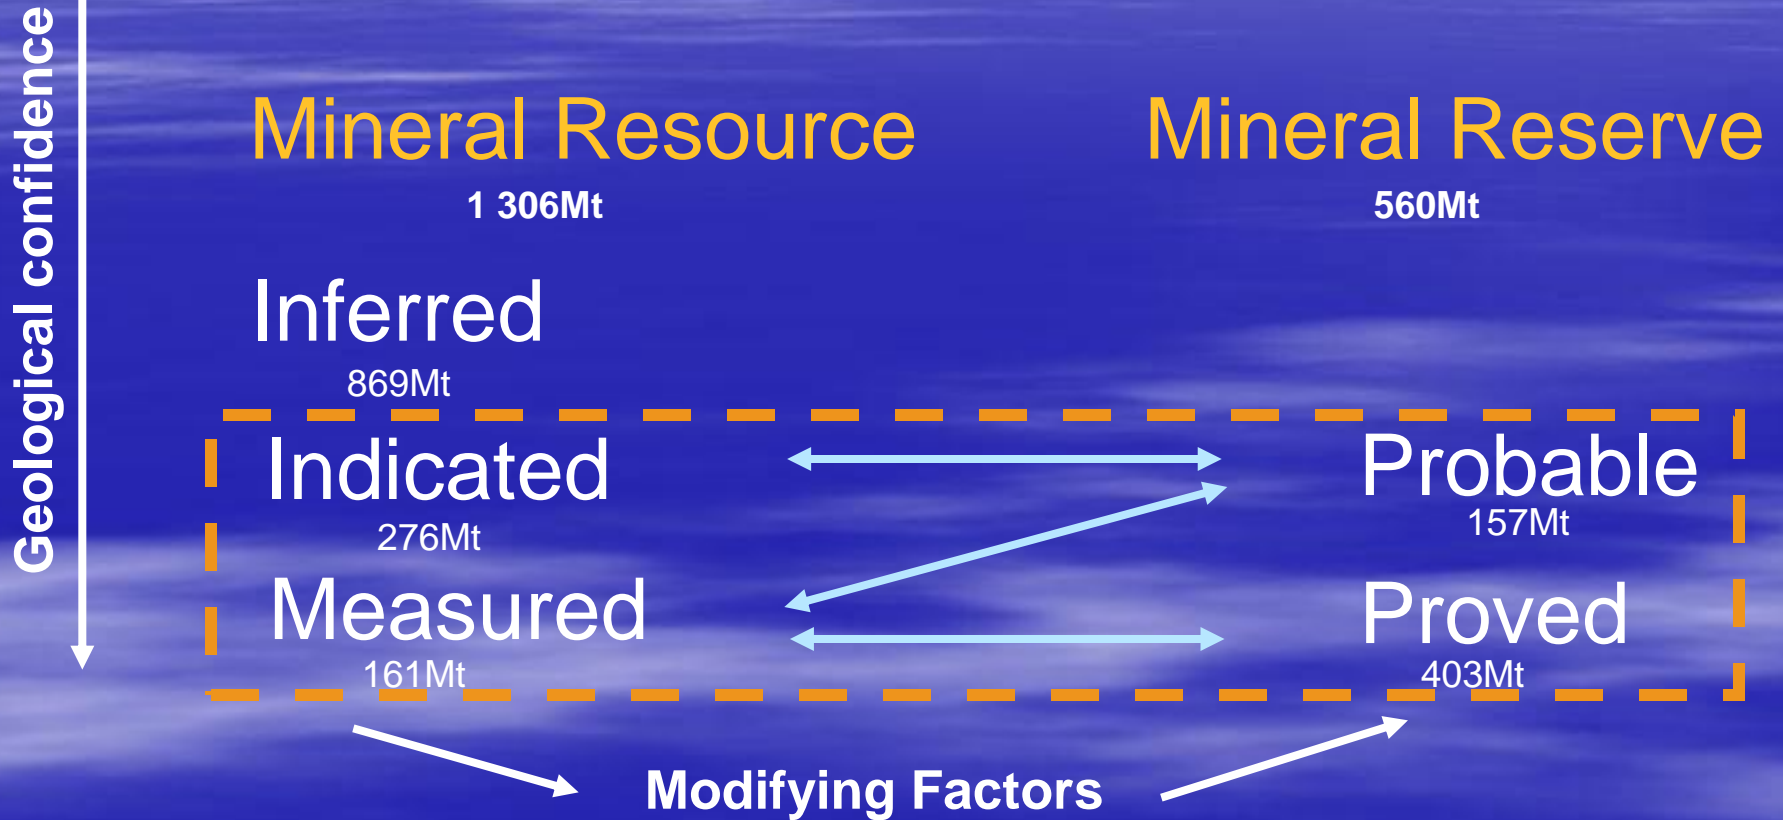 Geological confidence
Mineral Resource
1 306Mt
Mineral Reserve
560Mt
Inferred
869Mt
Indicated
276Mt
Probable
157Mt
Measured
161Mt
Proved
403Mt
Modifying Factors